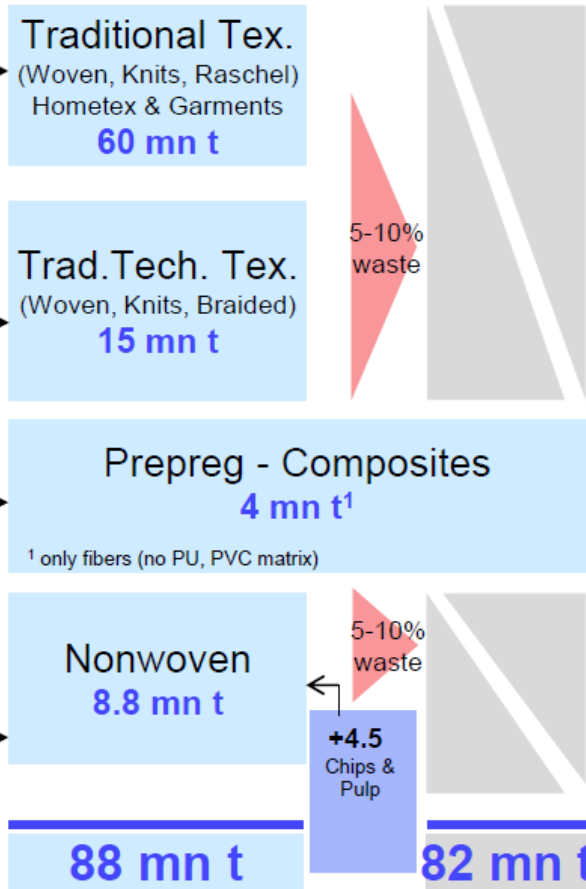 Traditional Tex.
(Woven, Knits, Raschel)
Hometex & Garments
60 mn t
5-10%
waste
Trad.Tech. Tex.
(Woven, Knits, Braided)
15 mn t
Prepreg - Composites
4 mn t¹
¹ only fibers (no PU, PVC matrix)
5-10%
waste
Nonwoven
8.8 mn t
+4.5
Chips &
Pulp
88 mn t
82 mn t